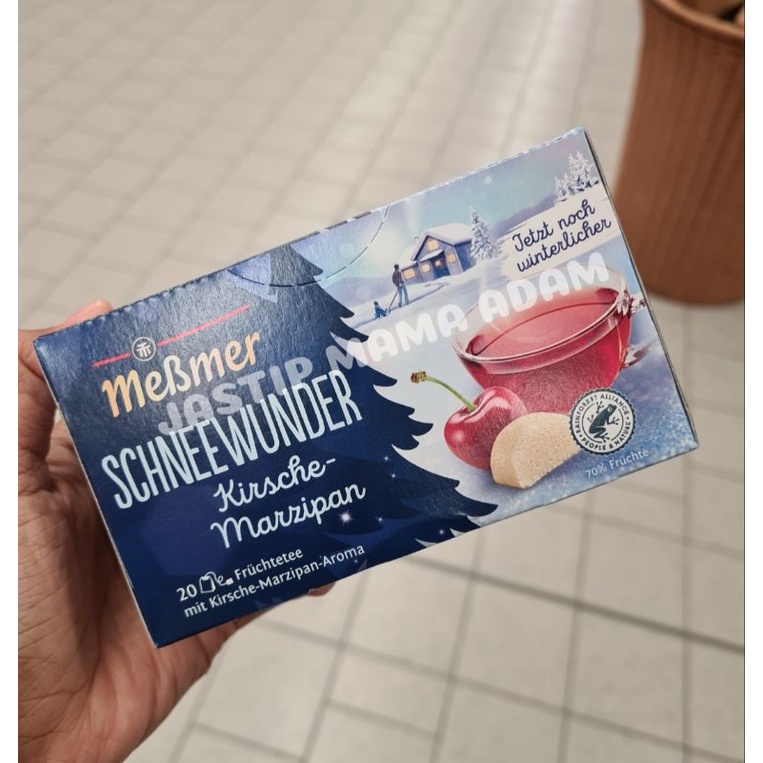 Jetzt noch
winterlicher
Meßmer
JASTIP MAMA ADAM
SCHNEEWUNDER
Kirsche-
Marzipan
RAINFOREST ALLIANCE
PEOPLE & NATURE
70% Früchte
20 Früchtetee
mit Kirsche-Marzipan-Aroma